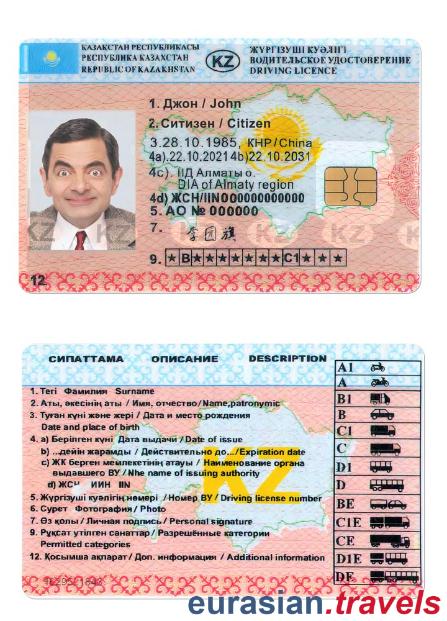 ҚАЗАҚСТАН РЕСПУБЛИКАСЫ
РЕСПУБЛИКА КАЗАХСТАН
REPUBLIC OF KAZAKHSTAN
KZ
ЖҮРГІЗУШІ КУӘЛІГІ
ВОДИТЕЛЬСКОЕ УДОСТОВЕРЕНИЕ
DRIVING LICENCE
1. Джон / John
2. Ситизен / Citizen
3.28.10.1985, КНР/China
4a).22.10.2021 4b)22.10.2031
4c). ІІД Алматы о.
DIA of Almaty region
4d) ЖСН/IIN000000000000
5. АО № 000000
7. 李园旗
9. ★B★★★★★★★C1★★★
12
СИПАТТАМА ОПИСАНИЕ DESCRIPTION
1. Тегі Фамилия Surname
2. Аты, әкесінің аты / Имя, отчество / Name,patronymic
3. Туған күні және жері / Дата и место рождения
Date and place of birth
4. a) Берілген күні Дата выдачи / Date of issue
b) ...дейін жарамды / Действительно до.../ Expiration date
c) ЖК берген мемлекетінің атауы / Наименование органа
выдавшего ВУ / Nhe name of issuing authority
d) ЖСН ИИН IIN
5. Жүргізуші куәлігің нөмері / Номер ВУ / Driving license number
6. Сурет Фотография / Photo
7. Өз қолы / Личная подпись / Personal signature
9. Рұқсат утілген санаттар / Разрешённые категории
Permitted categories
12. Қосымша ақпарат / Доп. информация / Additional information
A1
A
B1
B
C1
C
D1
D
BE
C1E
CE
D1E
DE
KZ
eurasian.travels